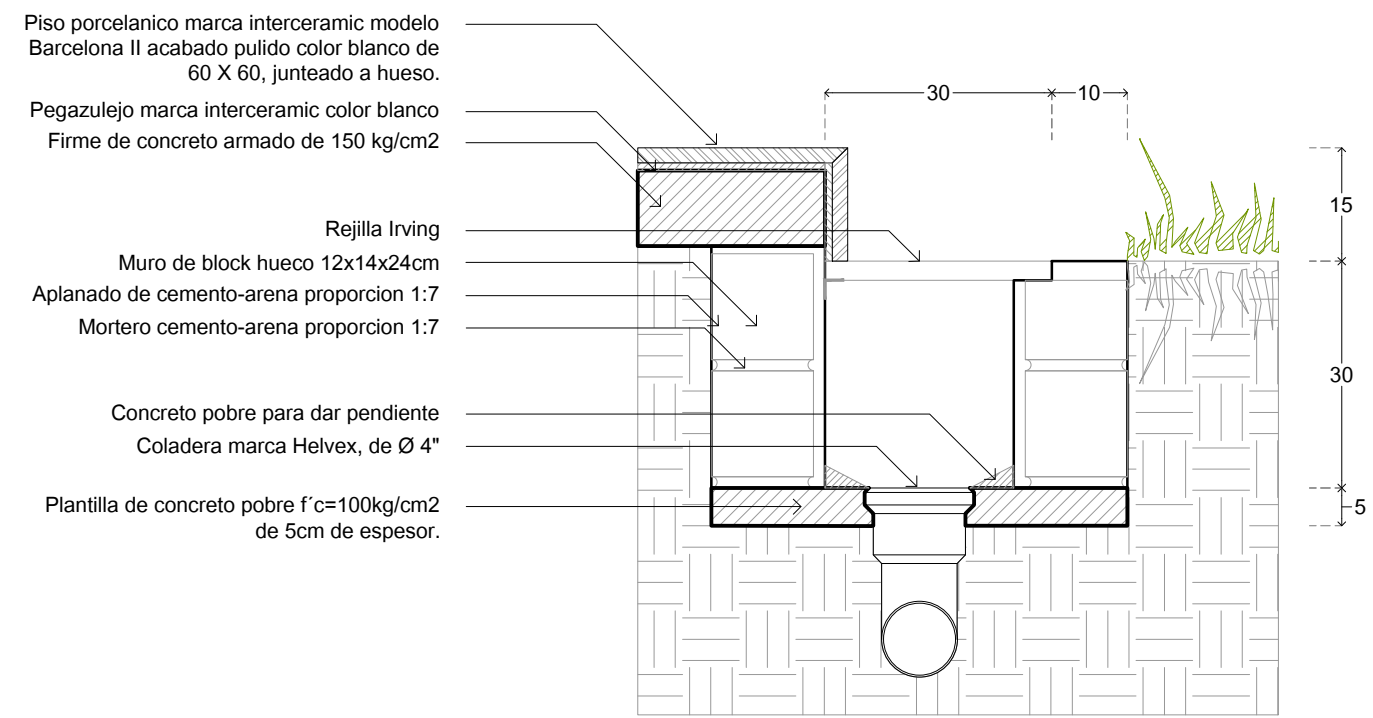 Piso porcelanico marca interceramic modelo
Barcelona II acabado pulido color blanco de
60 X 60, junteado a hueso.
Pegazulejo marca interceramic color blanco
Firme de concreto armado de 150 kg/cm2
Rejilla Irving
Muro de block hueco 12x14x24cm
Aplanado de cemento-arena proporcion 1:7
Mortero cemento-arena proporcion 1:7
Concreto pobre para dar pendiente
Coladera marca Helvex, de Ø 4"
Plantilla de concreto pobre f´c=100kg/cm2
de 5cm de espesor.
30
10
15
30
5